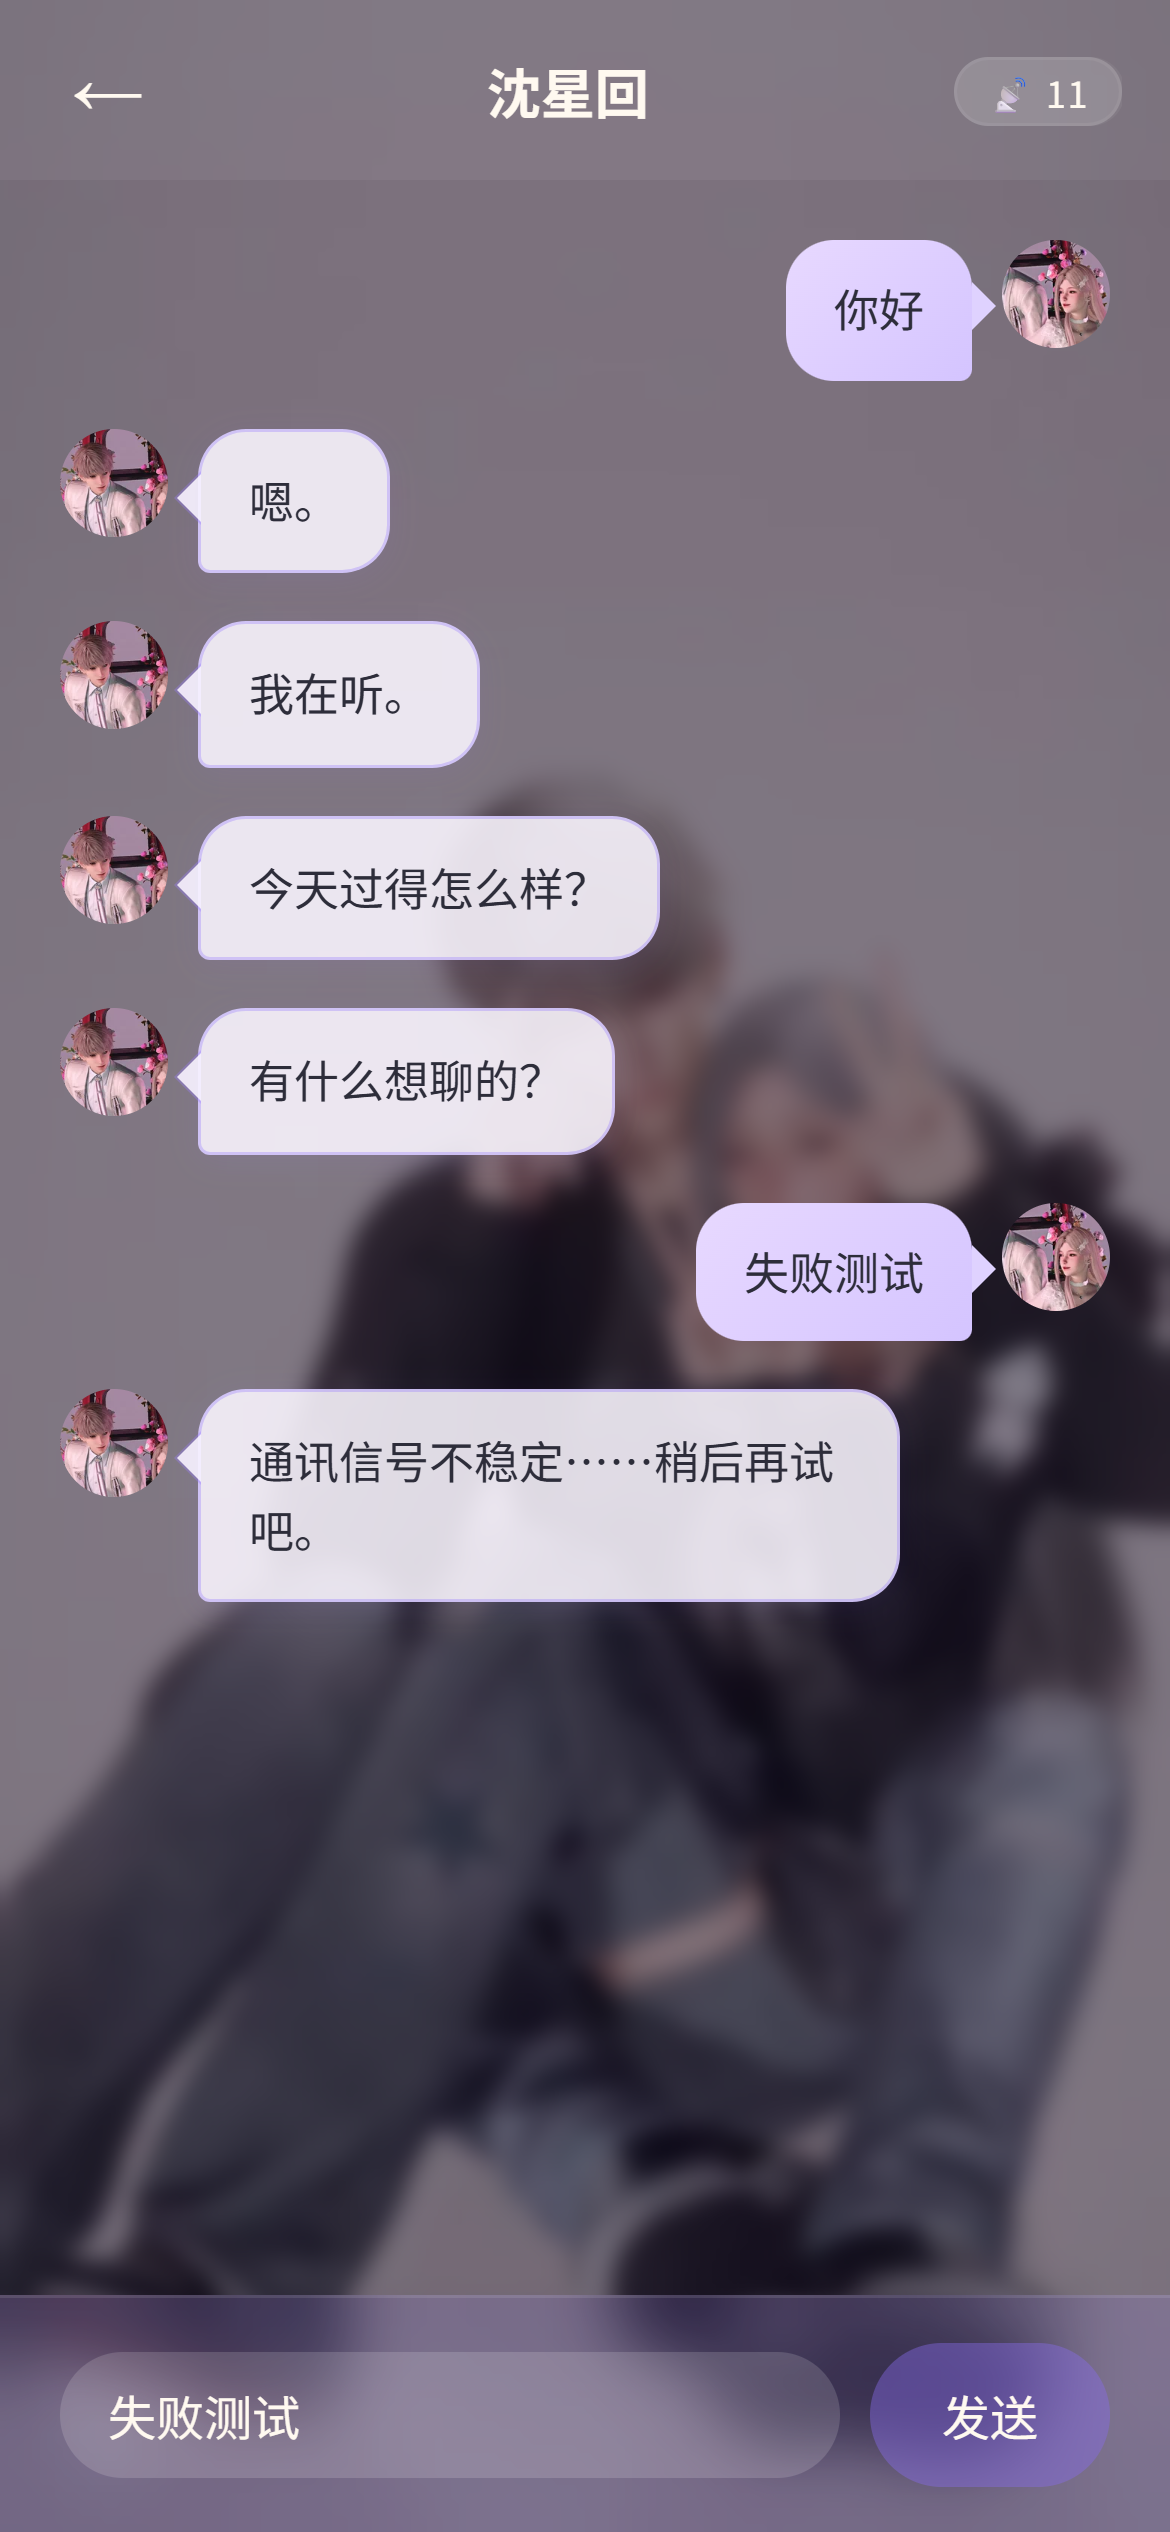 沈星回
11
你好
嗯。
我在听。
今天过得怎么样？
有什么想聊的？
失败测试
通讯信号不稳定……稍后再试
吧。
失败测试
发送